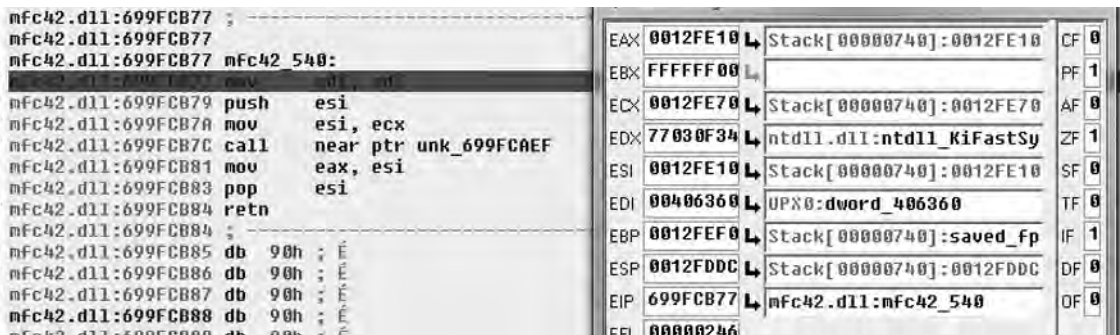 mfc42.dll:699FCB77 ; ----------------------------------------
mfc42.dll:699FCB77
mfc42.dll:699FCB77 mfc42_540:
mfc42.dll:699FCB77 mov edi, edi
mfc42.dll:699FCB79 push esi
mfc42.dll:699FCB7A mov esi, ecx
mfc42.dll:699FCB7C call near ptr unk_699FCAEF
mfc42.dll:699FCB81 mov eax, esi
mfc42.dll:699FCB83 pop esi
mfc42.dll:699FCB84 retn
mfc42.dll:699FCB84 ; ----------------------------------------
mfc42.dll:699FCB85 db 90h ; É
mfc42.dll:699FCB86 db 90h ; É
mfc42.dll:699FCB87 db 90h ; É
mfc42.dll:699FCB88 db 90h ; É
EAX 0012FE10 Stack[00000740]:0012FE10 CF 0
EBX FFFFFF00 PF 1
ECX 0012FE70 Stack[00000740]:0012FE70 AF 0
EDX 77030F34 ntdll.dll:ntdll_KiFastSy ZF 1
ESI 0012FE10 Stack[00000740]:0012FE10 SF 0
EDI 00406360 UPX0:dword_406360 TF 0
EBP 0012FEF0 Stack[00000740]:saved_fp IF 1
ESP 0012FDDC Stack[00000740]:0012FDDC DF 0
EIP 699FCB77 mfc42.dll:mfc42_540 OF 0
EFL 00000246